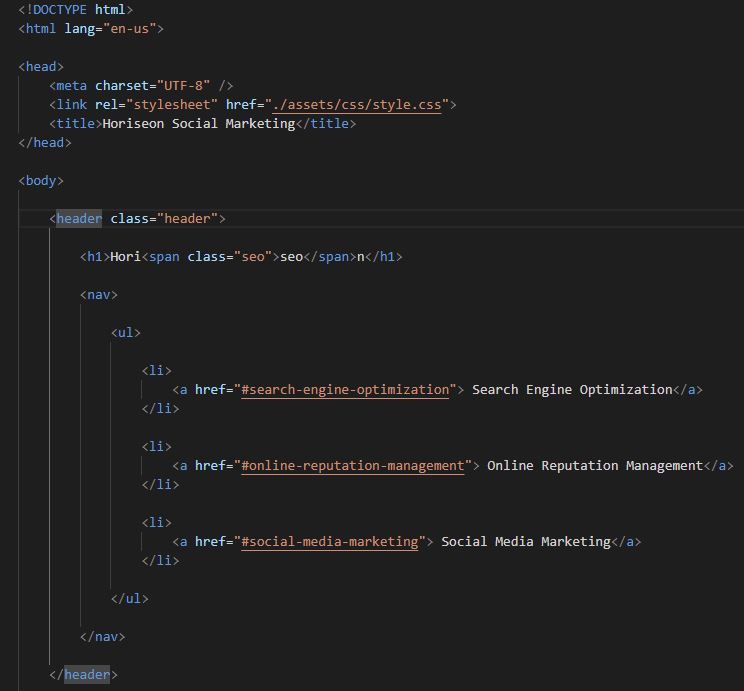 <!DOCTYPE html>
<html lang="en-us">
<head>
<meta charset="UTF-8" />
<link rel="stylesheet" href="./assets/css/style.css">
<title>Horiseon Social Marketing</title>
</head>
<body>
<header class="header">
<h1>Hori<span class="seo">seo</span>n</h1>
<nav>
<ul>
<li>
<a href="#search-engine-optimization"> Search Engine Optimization</a>
</li>
<li>
<a href="#online-reputation-management"> Online Reputation Management</a>
</li>
<li>
<a href="#social-media-marketing"> Social Media Marketing</a>
</li>
</ul>
</nav>
</header>